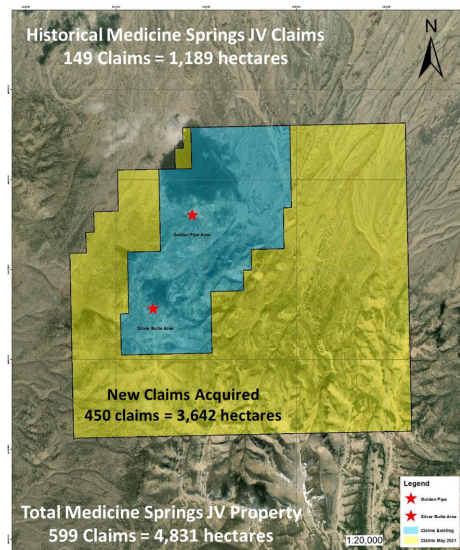 Historical Medicine Springs JV Claims
149 Claims = 1,189 hectares
N
Golden Pipe Area
Silver Butte Area
New Claims Acquired
450 claims = 3,642 hectares
Legend
Golden Pipe
Silver Butte Area
Claims Existing
Claims May 2021
Total Medicine Springs JV Property
599 Claims = 4,831 hectares
1:20,000